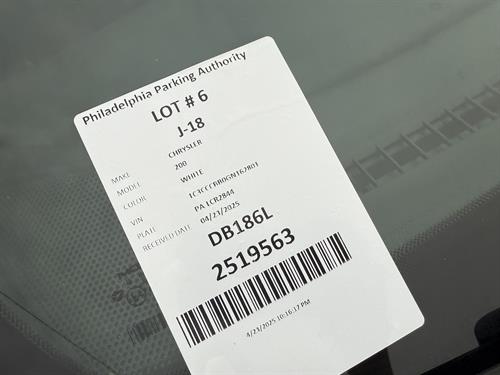 Philadelphia Parking Authority
LOT # 6
J-18
MAKE CHRYSLER
MODEL 200
COLOR WHITE
VIN 1C3CCCBB0GN167801
PLATE PA LCR2844
RECEIVED DATE 04/23/2025
DB186L
2519563
4/23/2025 10:16:17 PM